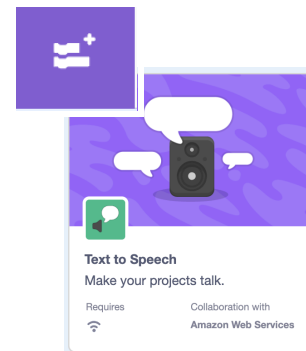 Text to Speech
Make your projects talk.
Requires
Collaboration with
Amazon Web Services